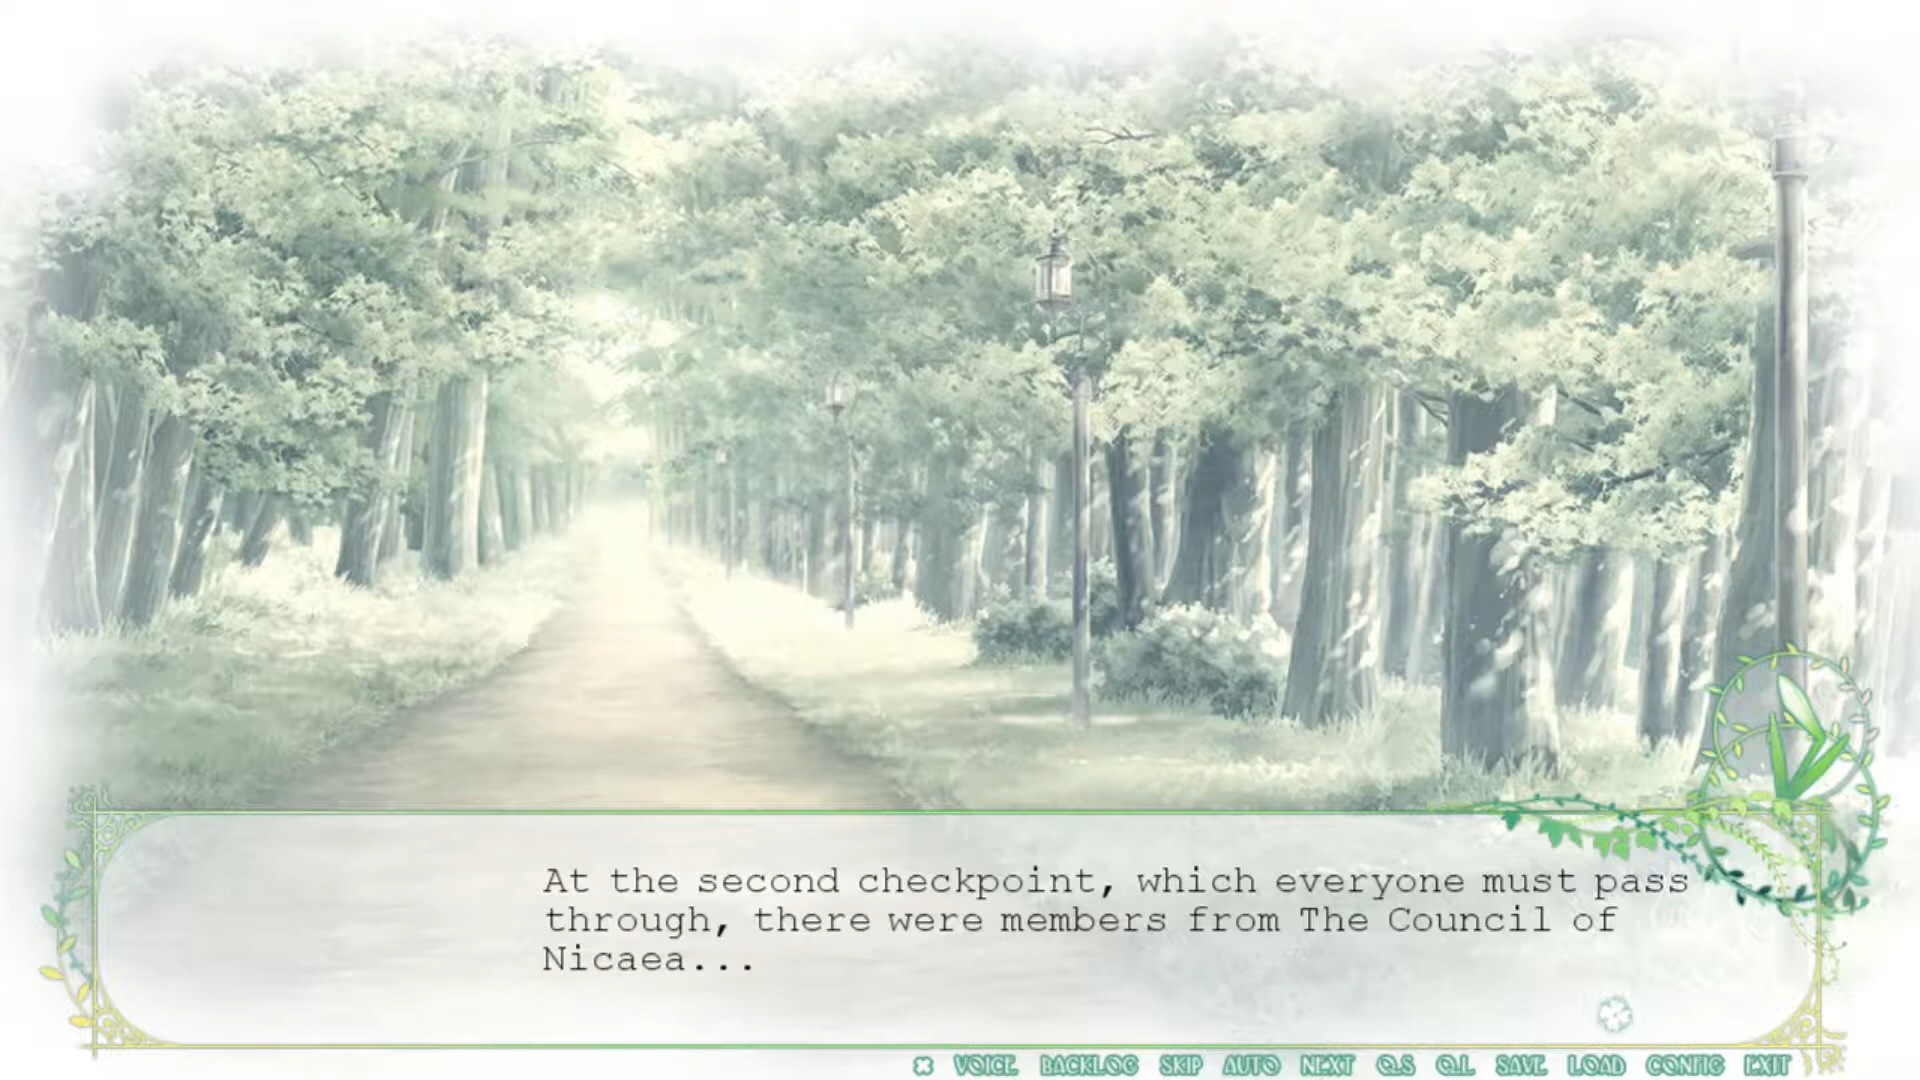 At the second checkpoint, which everyone must pass
through, there were members from The Council of
Nicaea...
VOICE BACKLOG SKIP AUTO NEXT Q.S Q.L SAVE LOAD CONFIG EXIT